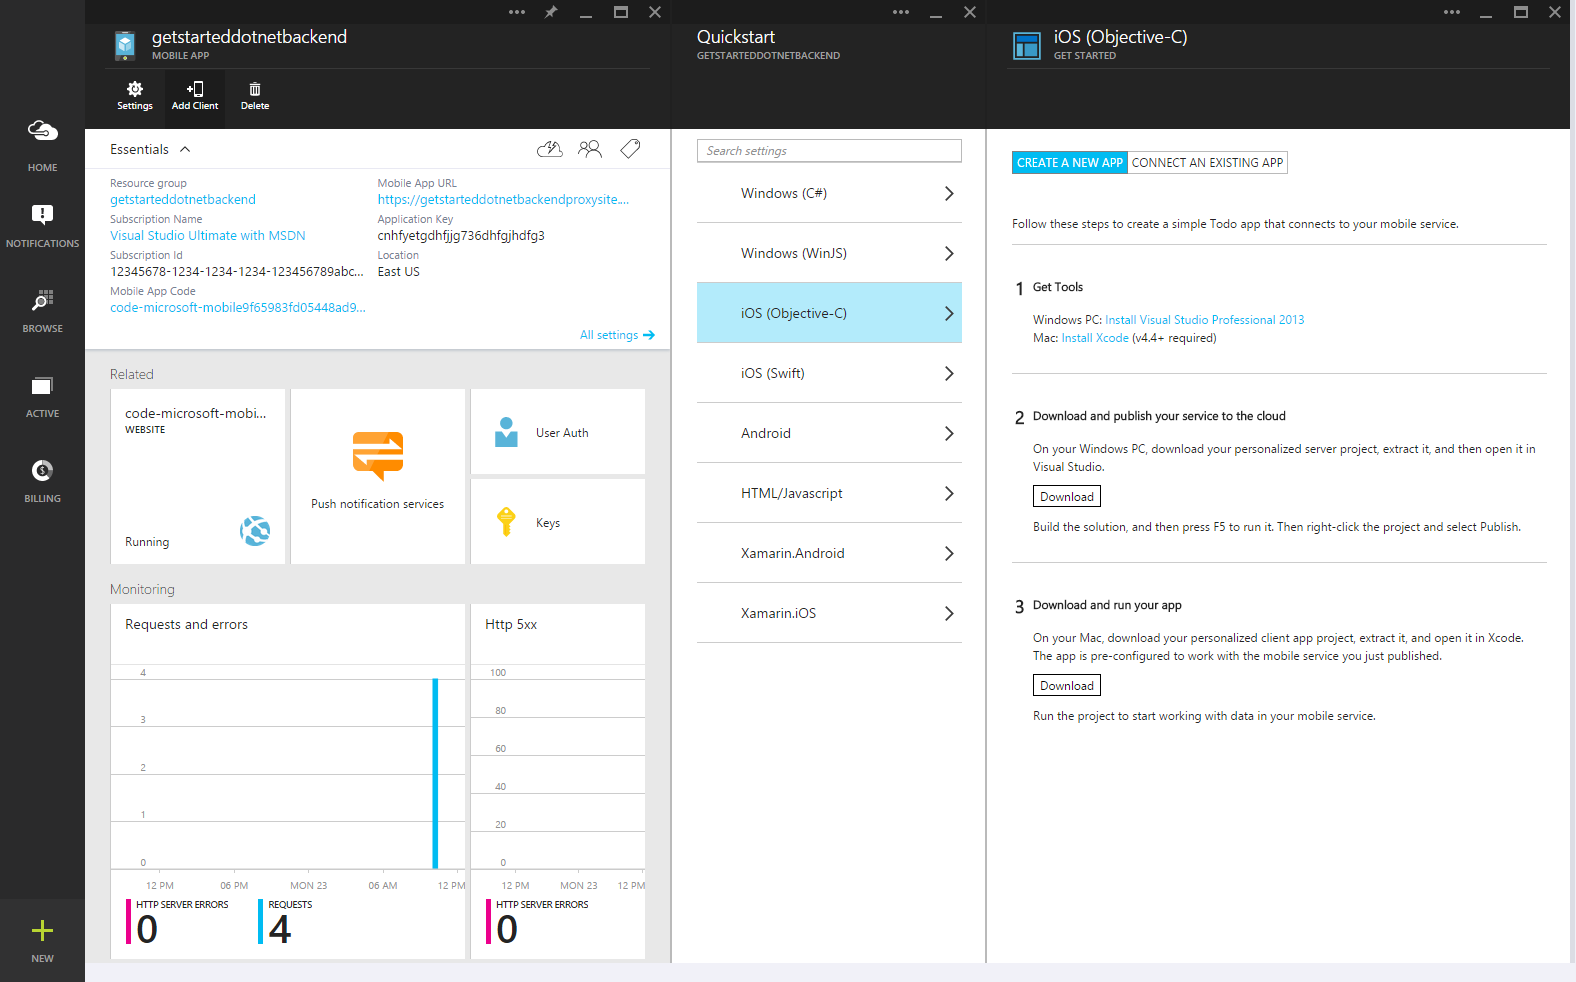 HOME
NOTIFICATIONS
BROWSE
ACTIVE
BILLING
NEW
getstarteddotnetbackend
MOBILE APP
Settings
Add Client
Delete
Essentials
Resource group
getstarteddotnetbackend
Subscription Name
Visual Studio Ultimate with MSDN
Subscription Id
12345678-1234-1234-1234-123456789abc...
Mobile App Code
code-microsoft-mobile9f65983fd05448ad9...
Mobile App URL
https://getstarteddotnetbackendproxysite....
Application Key
cnhfyetgdhfjjg736dhfgjhdfg3
Location
East US
All settings
Related
code-microsoft-mobi...
WEBSITE
Running
Push notification services
User Auth
Keys
Monitoring
Requests and errors
4
3
2
1
0
12 PM
06 PM
MON 23
06 AM
12 PM
HTTP SERVER ERRORS
0
REQUESTS
4
Http 5xx
100
80
60
40
20
0
12 PM
MON 23
12 PM
HTTP SERVER ERRORS
0
Quickstart
GETSTARTEDDOTNETBACKEND
Search settings
Windows (C#)
Windows (WinJS)
iOS (Objective-C)
iOS (Swift)
Android
HTML/Javascript
Xamarin.Android
Xamarin.iOS
iOS (Objective-C)
GET STARTED
CREATE A NEW APP
CONNECT AN EXISTING APP
Follow these steps to create a simple Todo app that connects to your mobile service.
1 Get Tools
Windows PC: Install Visual Studio Professional 2013
Mac: Install Xcode (v4.4+ required)
2 Download and publish your service to the cloud
On your Windows PC, download your personalized server project, extract it, and then open it in
Visual Studio.
Download
Build the solution, and then press F5 to run it. Then right-click the project and select Publish.
3 Download and run your app
On your Mac, download your personalized client app project, extract it, and open it in Xcode.
The app is pre-configured to work with the mobile service you just published.
Download
Run the project to start working with data in your mobile service.